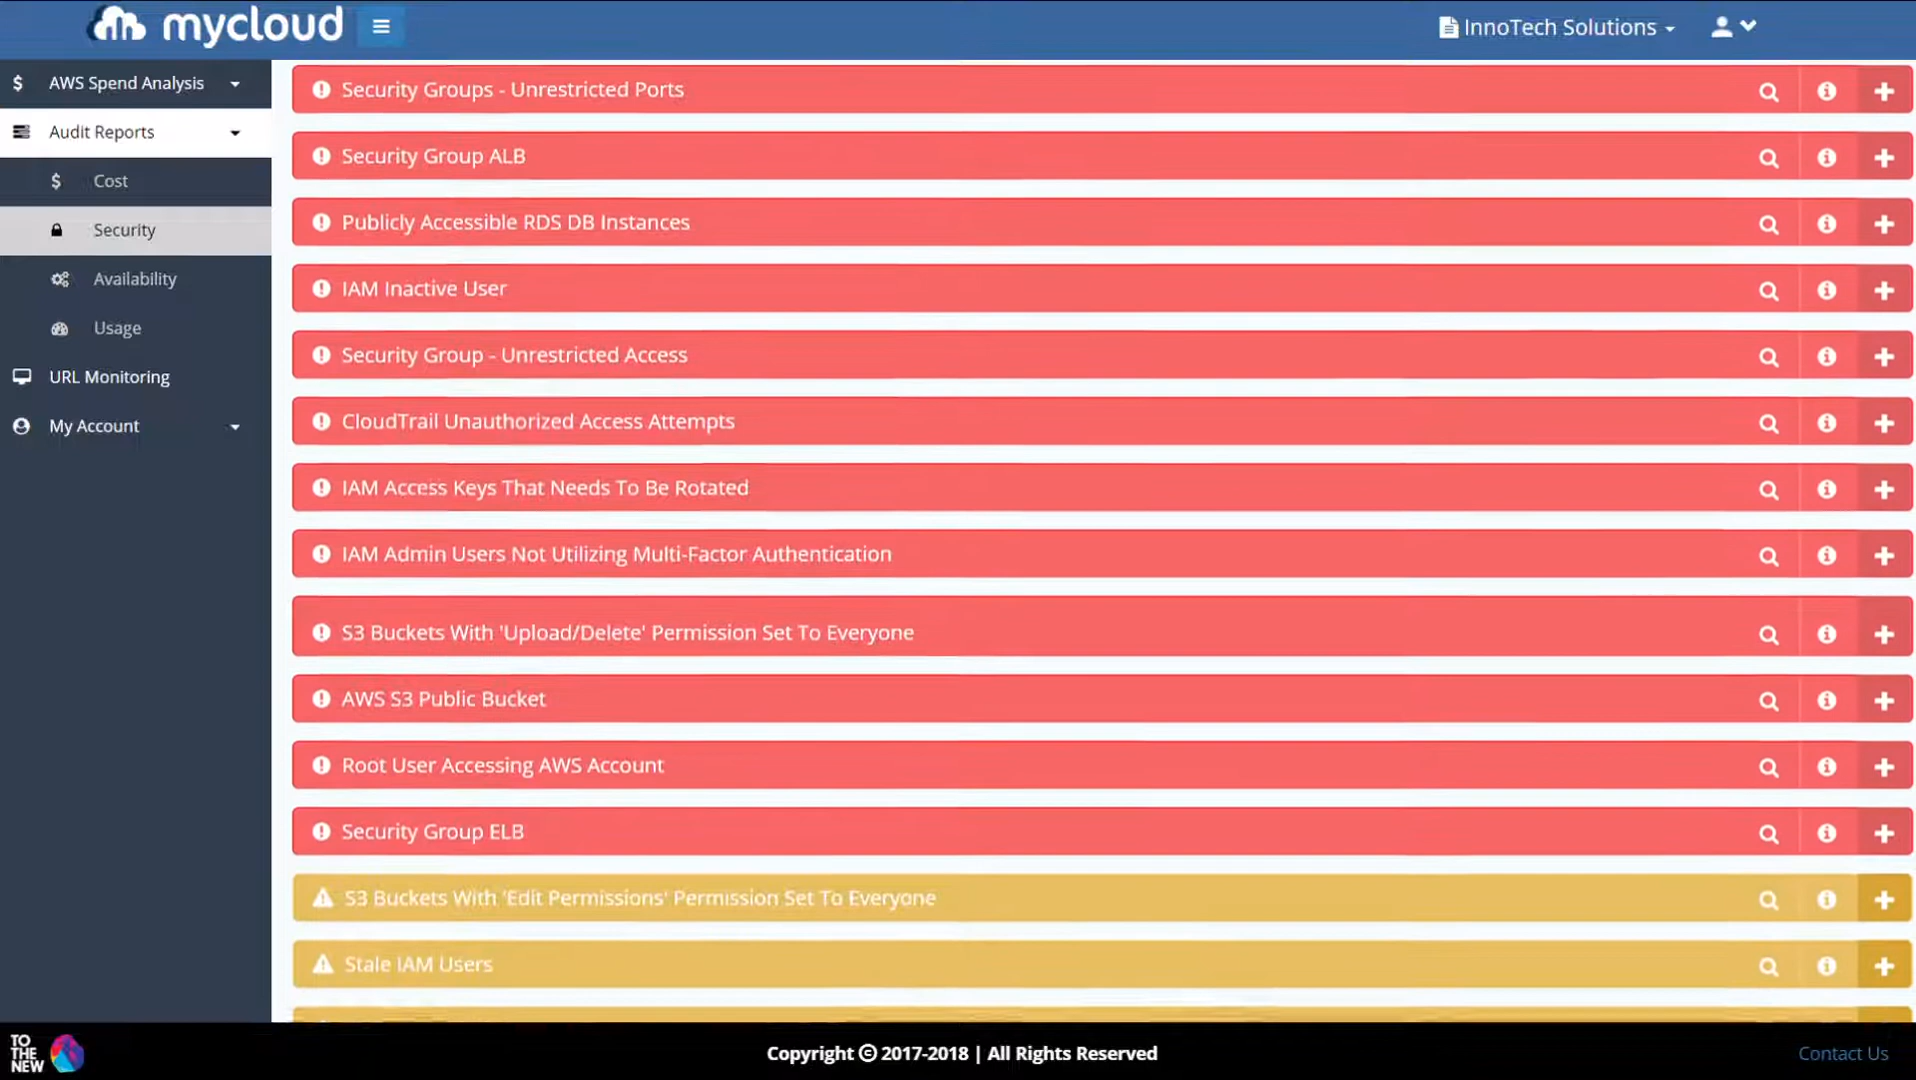 mycloud
InnoTech Solutions
AWS Spend Analysis
Audit Reports
Cost
Security
Availability
Usage
URL Monitoring
My Account
Security Groups - Unrestricted Ports
Security Group ALB
Publicly Accessible RDS DB Instances
IAM Inactive User
Security Group - Unrestricted Access
CloudTrail Unauthorized Access Attempts
IAM Access Keys That Needs To Be Rotated
IAM Admin Users Not Utilizing Multi-Factor Authentication
S3 Buckets With 'Upload/Delete' Permission Set To Everyone
AWS S3 Public Bucket
Root User Accessing AWS Account
Security Group ELB
S3 Buckets With 'Edit Permissions' Permission Set To Everyone
Stale IAM Users
TO
THE
NEW
Copyright © 2017-2018 | All Rights Reserved
Contact Us